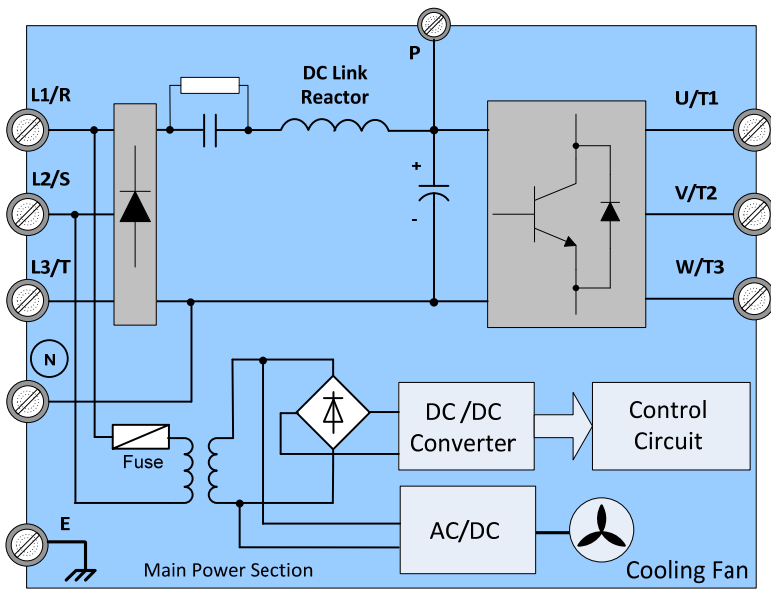 P
DC Link
Reactor
L1/R
U/T1
L2/S
+
-
V/T2
L3/T
W/T3
N
DC/DC
Converter
Control
Circuit
Fuse
E
AC/DC
Main Power Section
Cooling Fan